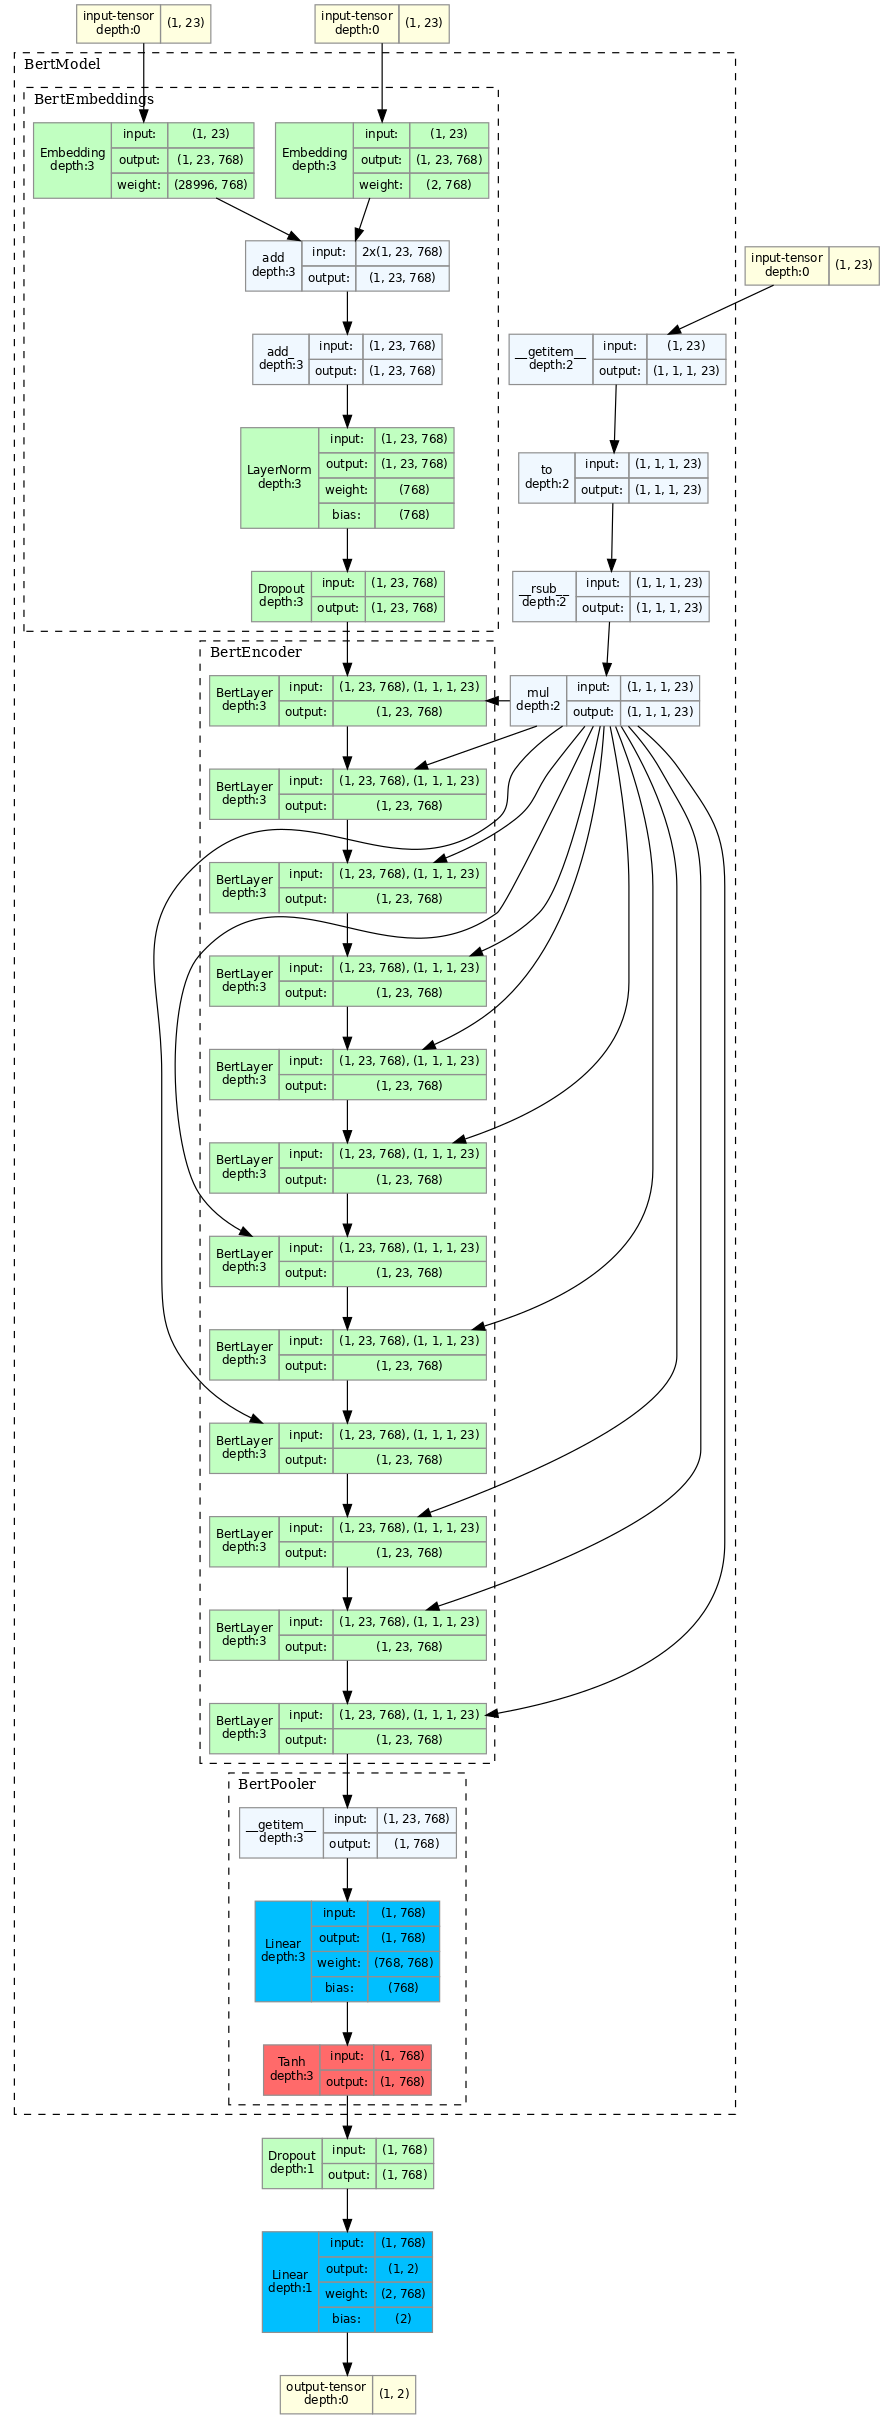 input-tensor
depth:0
(1, 23)
input-tensor
depth:0
(1, 23)
BertModel
BertEmbeddings
Embedding
depth:3
input:
(1, 23)
output:
(1, 23, 768)
weight:
(28996, 768)
Embedding
depth:3
input:
(1, 23)
output:
(1, 23, 768)
weight:
(2, 768)
add
depth:3
input:
2x(1, 23, 768)
output:
(1, 23, 768)
input-tensor
depth:0
(1, 23)
add_
depth:3
input:
(1, 23, 768)
output:
(1, 23, 768)
__getitem__
depth:2
input:
(1, 23)
output:
(1, 1, 1, 23)
LayerNorm
depth:3
input:
(1, 23, 768)
output:
(1, 23, 768)
weight:
(768)
bias:
(768)
to
depth:2
input:
(1, 1, 1, 23)
output:
(1, 1, 1, 23)
Dropout
depth:3
input:
(1, 23, 768)
output:
(1, 23, 768)
__rsub__
depth:2
input:
(1, 1, 1, 23)
output:
(1, 1, 1, 23)
BertEncoder
BertLayer
depth:3
input:
(1, 23, 768), (1, 1, 1, 23)
output:
(1, 23, 768)
mul
depth:2
input:
(1, 1, 1, 23)
output:
(1, 1, 1, 23)
BertLayer
depth:3
input:
(1, 23, 768), (1, 1, 1, 23)
output:
(1, 23, 768)
BertLayer
depth:3
input:
(1, 23, 768), (1, 1, 1, 23)
output:
(1, 23, 768)
BertLayer
depth:3
input:
(1, 23, 768), (1, 1, 1, 23)
output:
(1, 23, 768)
BertLayer
depth:3
input:
(1, 23, 768), (1, 1, 1, 23)
output:
(1, 23, 768)
BertLayer
depth:3
input:
(1, 23, 768), (1, 1, 1, 23)
output:
(1, 23, 768)
BertLayer
depth:3
input:
(1, 23, 768), (1, 1, 1, 23)
output:
(1, 23, 768)
BertLayer
depth:3
input:
(1, 23, 768), (1, 1, 1, 23)
output:
(1, 23, 768)
BertLayer
depth:3
input:
(1, 23, 768), (1, 1, 1, 23)
output:
(1, 23, 768)
BertLayer
depth:3
input:
(1, 23, 768), (1, 1, 1, 23)
output:
(1, 23, 768)
BertLayer
depth:3
input:
(1, 23, 768), (1, 1, 1, 23)
output:
(1, 23, 768)
BertLayer
depth:3
input:
(1, 23, 768), (1, 1, 1, 23)
output:
(1, 23, 768)
BertPooler
__getitem__
depth:3
input:
(1, 23, 768)
output:
(1, 768)
Linear
depth:3
input:
(1, 768)
output:
(1, 768)
weight:
(768, 768)
bias:
(768)
Tanh
depth:3
input:
(1, 768)
output:
(1, 768)
Dropout
depth:1
input:
(1, 768)
output:
(1, 768)
Linear
depth:1
input:
(1, 768)
output:
(1, 2)
weight:
(2, 768)
bias:
(2)
output-tensor
depth:0
(1, 2)